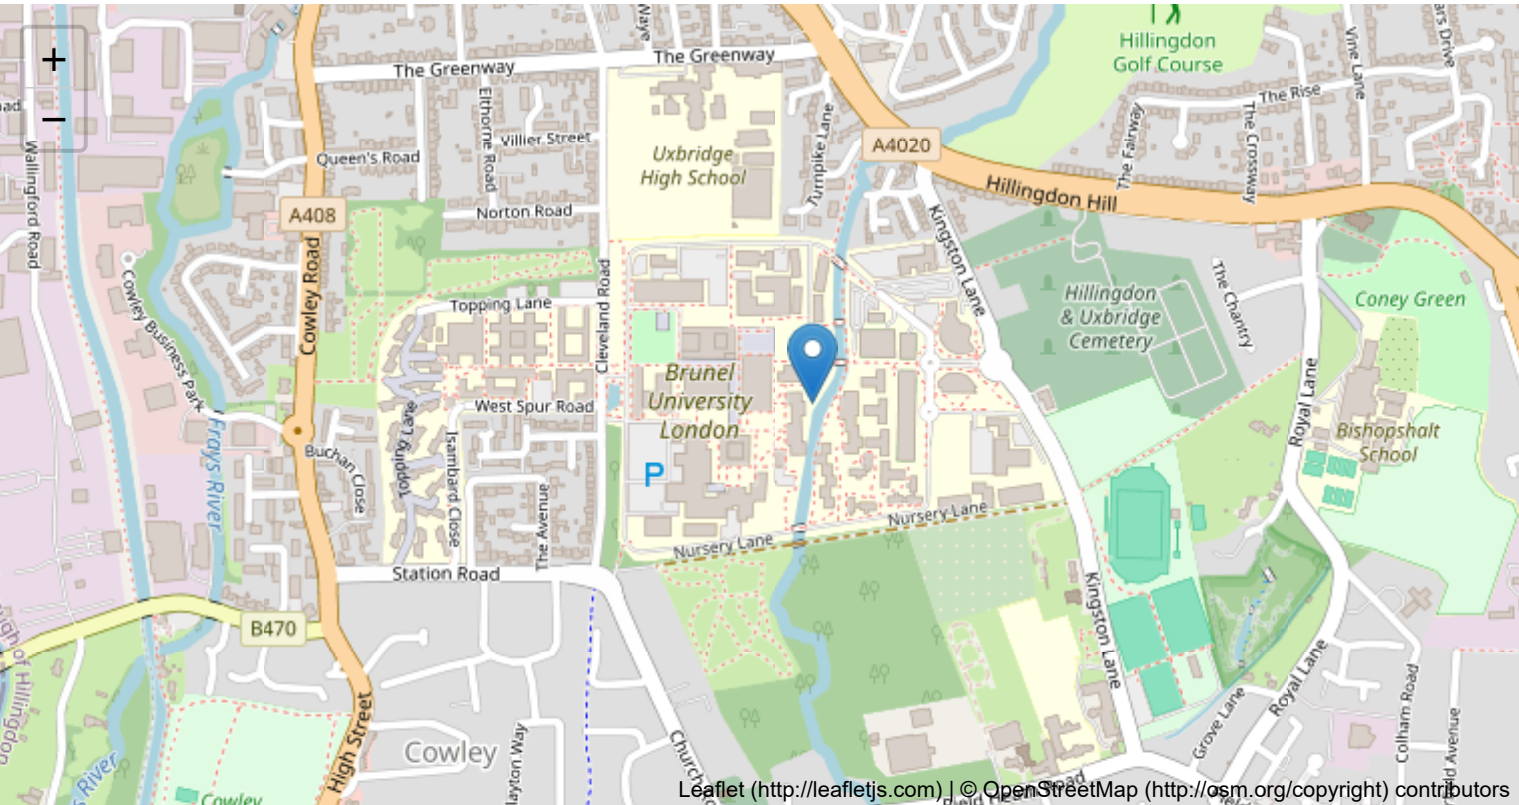 +
−
The Greenway
The Greenway
Hillingdon
Golf Course
Vine Lane
The Rise
The Fairway
The Crossway
Elthorne Road
Villier Street
Turnpike Lane
A4020
Wallingford Road
Queen's Road
Uxbridge
High School
Norton Road
A408
Hillingdon Hill
Kingston Lane
Cowley Road
Cleveland Road
Topping Lane
Cowley Business Park
Hillingdon
& Uxbridge
Cemetery
The Chantry
Coney Green
Brunel
University
London
West Spur Road
Topping Lane
Isambard Close
Buchan Close
Frays River
The Avenue
P
Royal Lane
Bishopshalt
School
Nursery Lane
Nursery Lane
Station Road
Kingston Lane
B470
High Street
Cowley
Royal Lane
Grove Lane
Colham Road
River
Cowley
Leaflet (http://leafletjs.com) | © OpenStreetMap (http://osm.org/copyright) contributors